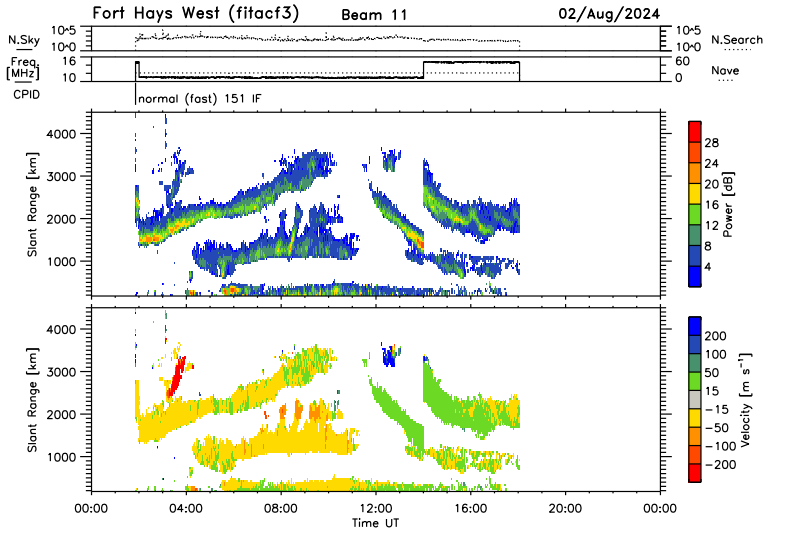 Fort Hays West (fitacf3)
Beam 11
02/Aug/2024
N.Sky
10^5
10^0
10^5
10^0
N.Search
Freq.
[MHz]
16
10
60
0
Nave
CPID
normal (fast) 151 IF
Slant Range [km]
4000
3000
2000
1000
28
24
20
16
12
8
4
Power [dB]
Slant Range [km]
4000
3000
2000
1000
200
100
50
15
-15
-50
-100
-200
Velocity [m s⁻¹]
00:00
04:00
08:00
12:00
16:00
20:00
00:00
Time UT